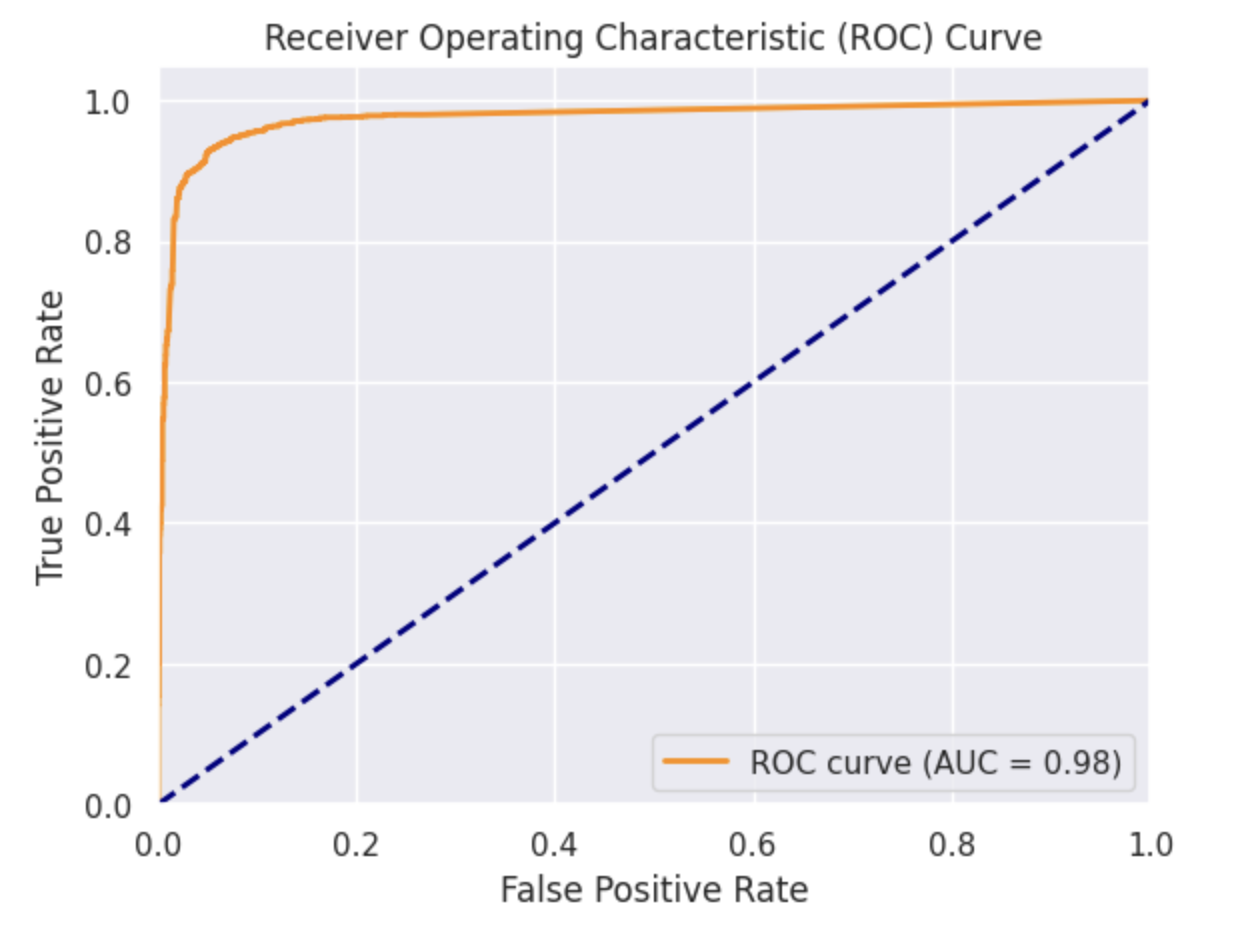 Receiver Operating Characteristic (ROC) Curve
1.0
0.8
0.6
0.4
0.2
0.0
True Positive Rate
ROC curve (AUC = 0.98)
0.0 0.2 0.4 0.6 0.8 1.0
False Positive Rate